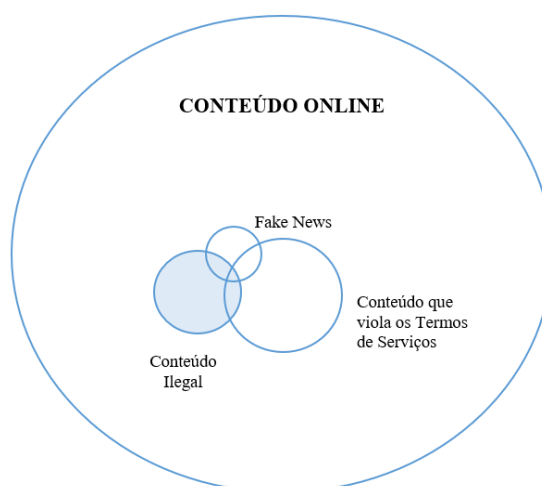 CONTEÚDO ONLINE
Fake News
Conteúdo que
viola os Termos
de Serviços
Conteúdo
Ilegal